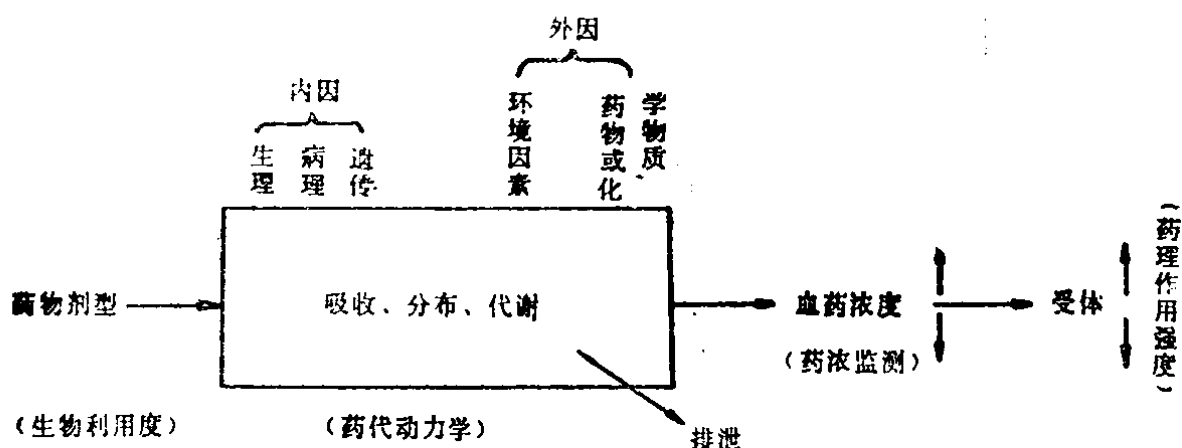 外因
内因
生理
病理
遗传
环境因素
药物或化
学物质
药物剂型
吸收、分布、代谢
血药浓度
受体
（药理作用强度）
（药浓监测）
（生物利用度）
（药代动力学）
排泄